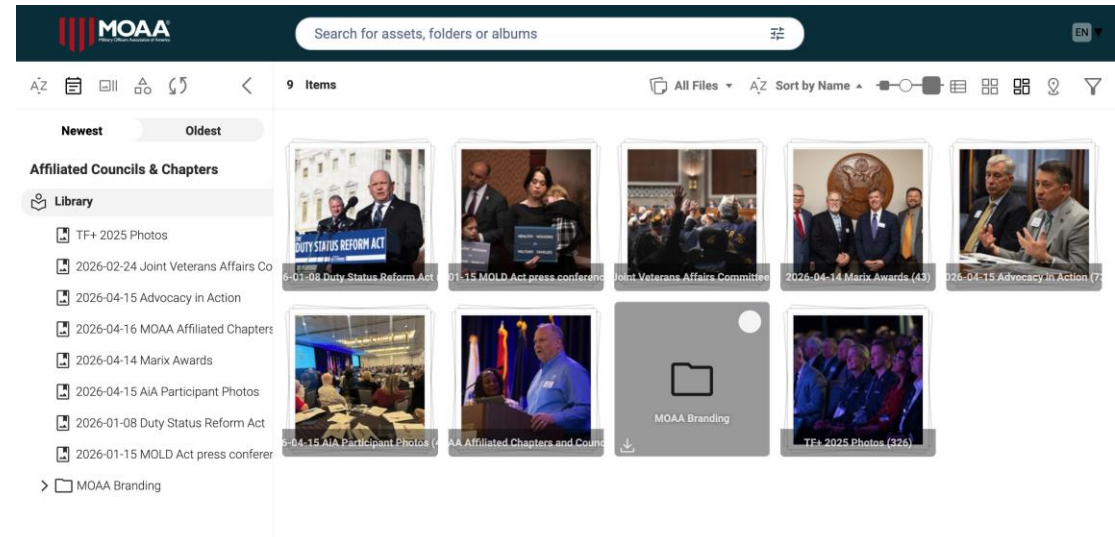 MOAA
Military Officers Association of America
Search for assets, folders or albums
EN
Newest
Oldest
Affiliated Councils & Chapters
Library
TF+ 2025 Photos
2026-02-24 Joint Veterans Affairs Co
2026-04-15 Advocacy in Action
2026-04-16 MOAA Affiliated Chapters
2026-04-14 Marix Awards
2026-04-15 AiA Participant Photos
2026-01-08 Duty Status Reform Act
2026-01-15 MOLD Act press conferen
MOAA Branding
9 Items
All Files
AZ Sort by Name
DUTY STATUS REFORM ACT
6-01-08 Duty Status Reform Act
01-15 MOLD Act press conferenc
Joint Veterans Affairs Committee
2026-04-14 Marix Awards (43)
026-04-15 Advocacy in Action (7
6-04-15 AiA Participant Photos (
AA Affiliated Chapters and Counc
MOAA Branding
TF+ 2025 Photos (326)